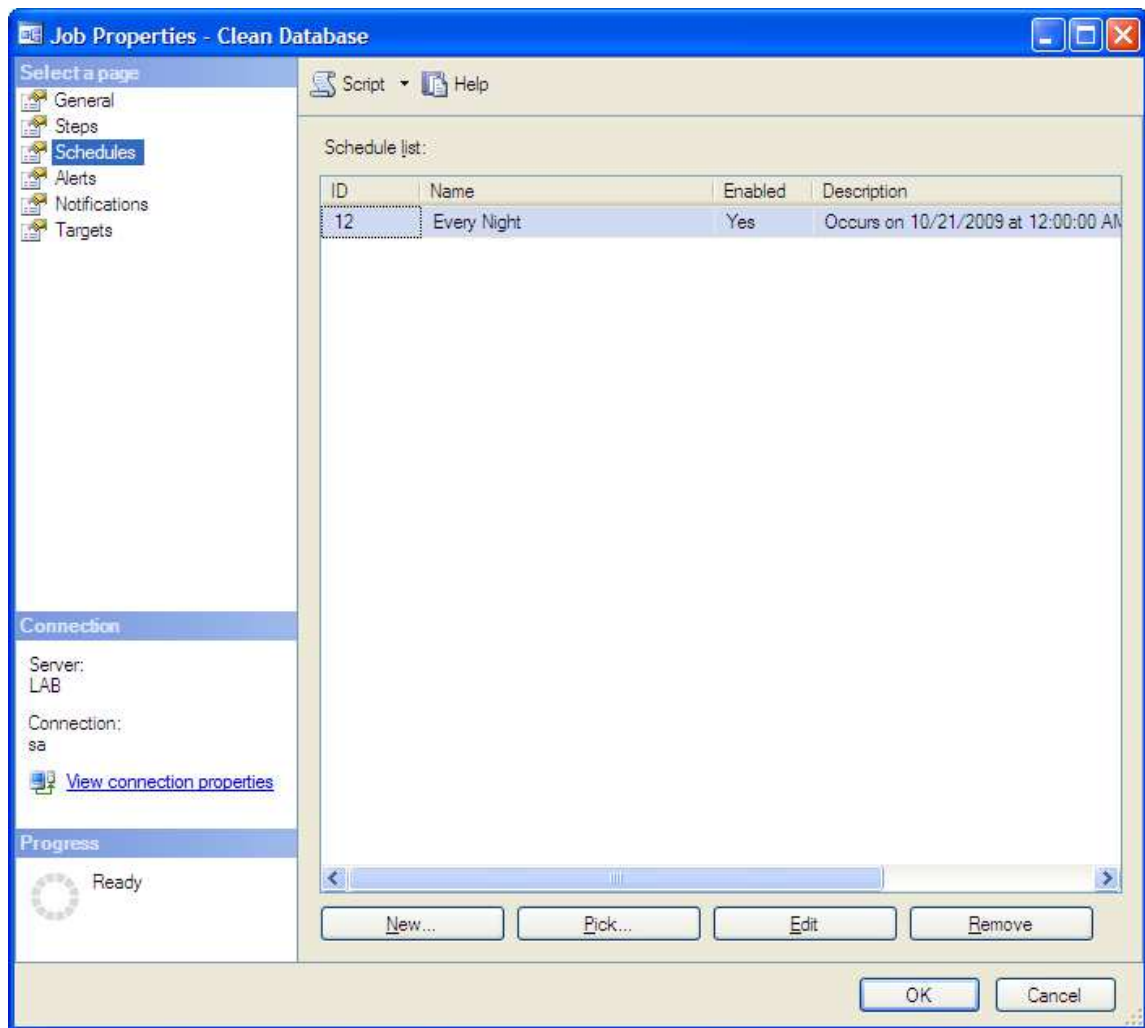 Job Properties - Clean Database
Select a page
General
Steps
Schedules
Alerts
Notifications
Targets
Script
Help
Schedule list:
ID Name Enabled Description
12 Every Night Yes Occurs on 10/21/2009 at 12:00:00 AM
Connection
Server:
LAB
Connection:
sa
View connection properties
Progress
Ready
New... Pick... Edit Remove
OK Cancel